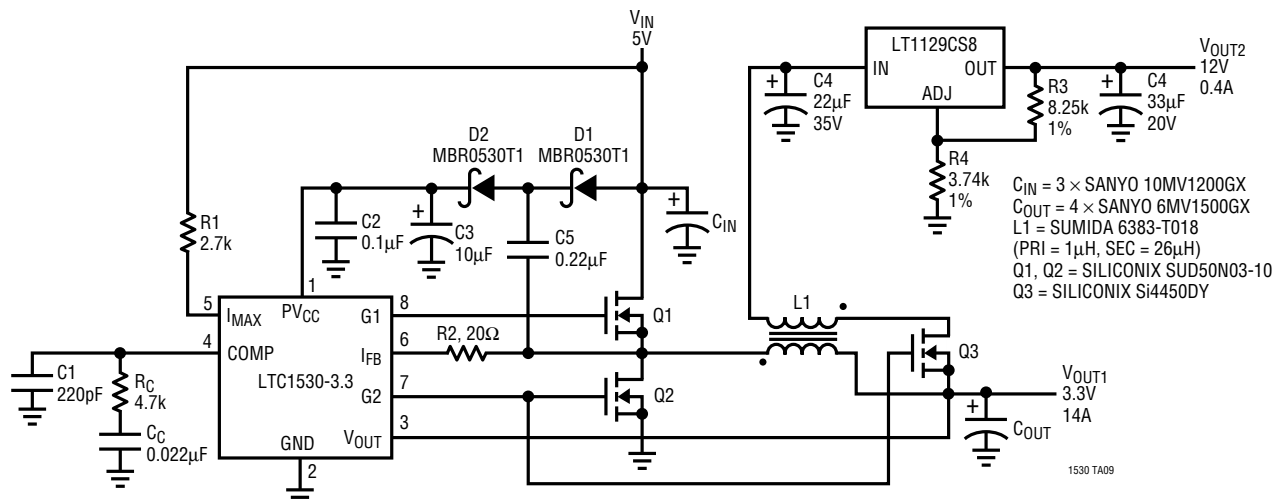 VIN
5V
LT1129CS8
IN
OUT
ADJ
VOUT2
12V
0.4A
+
C4
22µF
35V
R3
8.25k
1%
+
C4
33µF
20V
R4
3.74k
1%
D2
MBR0530T1
D1
MBR0530T1
R1
2.7k
C2
0.1µF
+
C3
10µF
C5
0.22µF
+
CIN
CIN = 3 × SANYO 10MV1200GX
COUT = 4 × SANYO 6MV1500GX
L1 = SUMIDA 6383-T018
(PRI = 1µH, SEC = 26µH)
Q1, Q2 = SILICONIX SUD50N03-10
Q3 = SILICONIX Si4450DY
1
5
IMAX
PVCC
G1
8
Q1
L1
4
COMP
IFB
6
R2, 20Ω
Q3
LTC1530-3.3
G2
7
Q2
C1
220pF
RC
4.7k
CC
0.022µF
GND
VOUT
3
2
VOUT1
3.3V
14A
+
COUT
1530 TA09